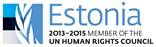 Estonia
2013-2015 MEMBER OF THE
UN HUMAN RIGHTS COUNCIL